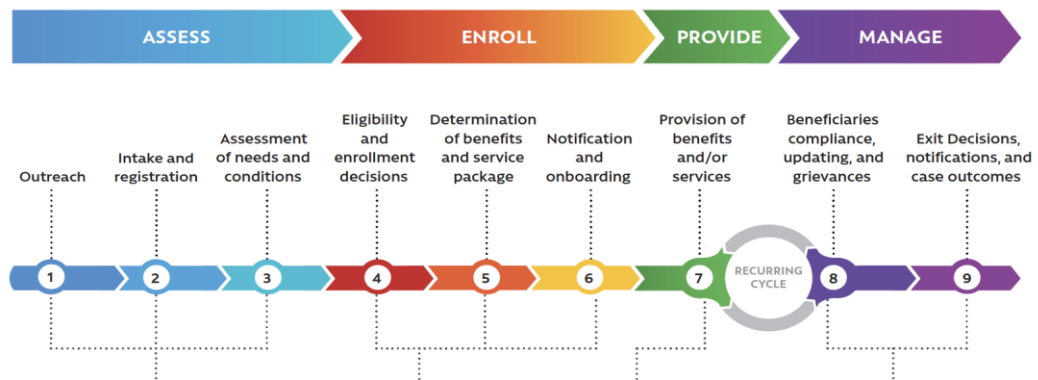 ASSESS
ENROLL
PROVIDE
MANAGE
Outreach
Intake and
registration
Assessment
of needs and
conditions
Eligibility
and
enrollment
decisions
Determination
of benefits
and service
package
Notification
and
onboarding
Provision of
benefits
and/or
services
Beneficiaries
compliance,
updating, and
grievances
Exit Decisions,
notifications, and
case outcomes
1
2
3
4
5
6
7
RECURRING
CYCLE
8
9